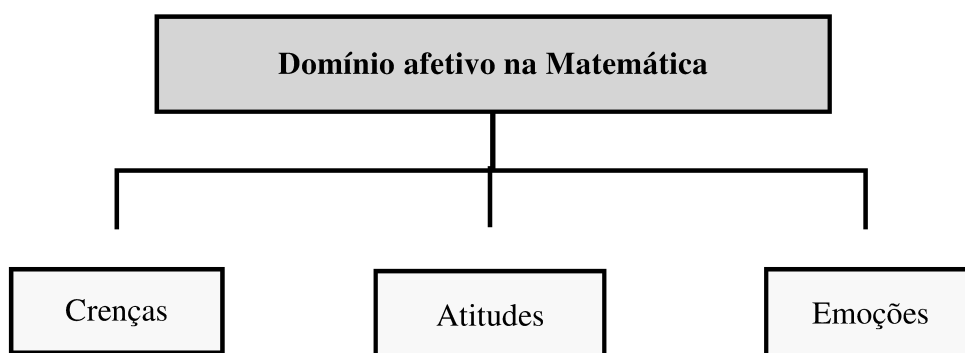 Domínio afetivo na Matemática
Crenças
Atitudes
Emoções